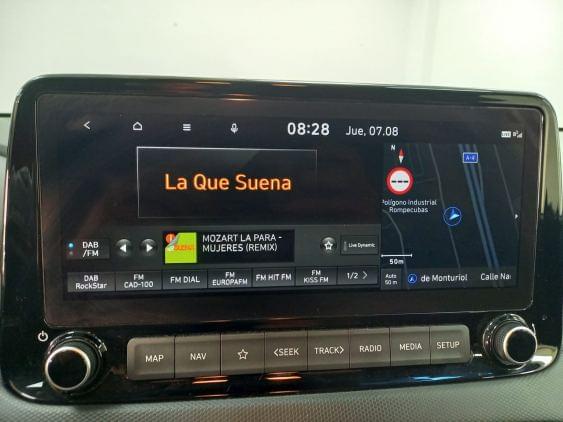 08:28 Jue, 07.08
La Que Suena
N
A-4
Polígono Industrial
Rompecubas
DAB
/FM
SUENA
MOZART LA PARA -
MUJERES (REMIX)
Live Dynamic
50m
DAB
RockStar
FM
CAD-100
FM DIAL
FM
EUROPAFM
FM HIT FM
FM
KISS FM
1/2
Auto
50 m
de Monturiol
Calle Na
MAP
NAV
<SEEK
TRACK>
RADIO
MEDIA
SETUP